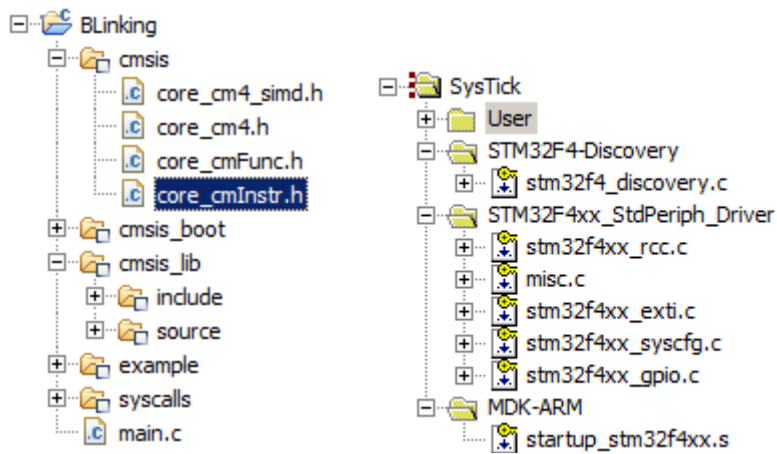 BLinking
cmsis
core_cm4_simd.h
core_cm4.h
core_cmFunc.h
core_cmInstr.h
cmsis_boot
cmsis_lib
include
source
example
syscalls
main.c
SysTick
User
STM32F4-Discovery
stm32f4_discovery.c
STM32F4xx_StdPeriph_Driver
stm32f4xx_rcc.c
misc.c
stm32f4xx_exti.c
stm32f4xx_syscfg.c
stm32f4xx_gpio.c
MDK-ARM
startup_stm32f4xx.s